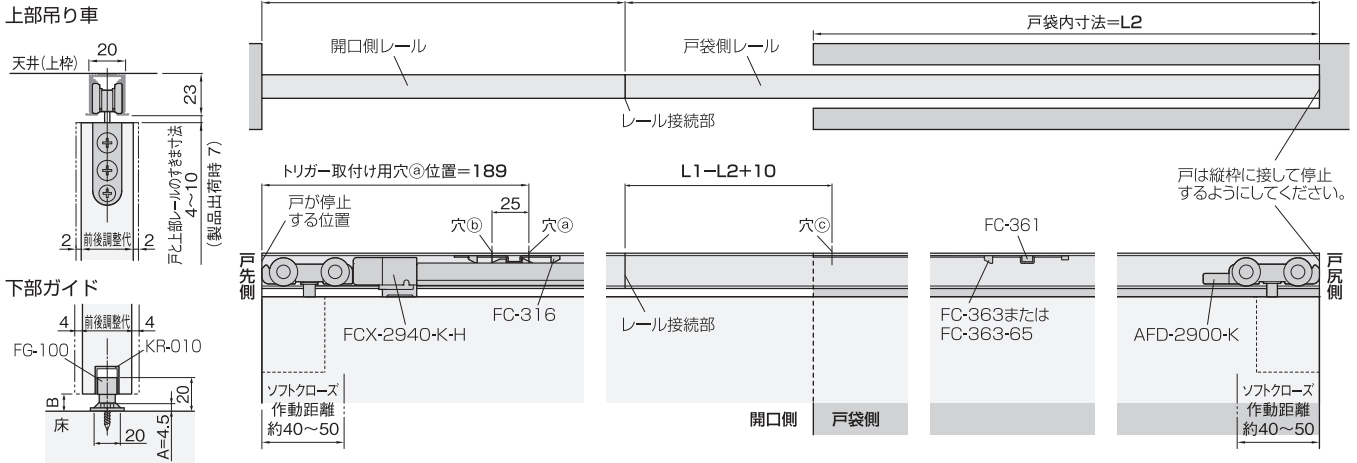 上部吊り車
20
天井(上枠)
23
戸と上部レールのすきま寸法
4〜10
(製品出荷時 7)
2
前後調整代
2
下部ガイド
4
前後調整代
4
FG-100
KR-010
B
床
20
20
A=4.5
戸袋内寸法=L2
開口側レール
戸袋側レール
レール接続部
トリガー取付け用穴ⓐ位置=189
L1−L2+10
戸は縦枠に接して停止
するようにしてください。
戸が停止
する位置
25
穴ⓑ
穴ⓐ
穴ⓒ
FC-361
戸先側
戸尻側
FCX-2940-K-H
FC-316
レール接続部
FC-363または
FC-363-65
AFD-2900-K
ソフトクローズ
作動距離
約40〜50
開口側
戸袋側
ソフトクローズ
作動距離
約40〜50